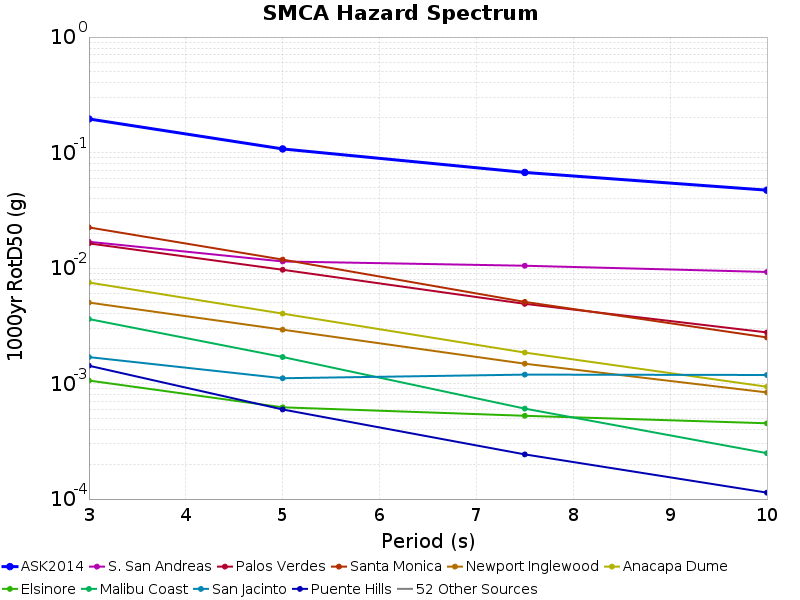 SMCA Hazard Spectrum
1000yr RotD50 (g)
10^0
10^-1
10^-2
10^-3
10^-4
3 4 5 6 7 8 9 10
Period (s)
ASK2014 S. San Andreas Palos Verdes Santa Monica Newport Inglewood Anacapa Dume
Elsinore Malibu Coast San Jacinto Puente Hills 52 Other Sources